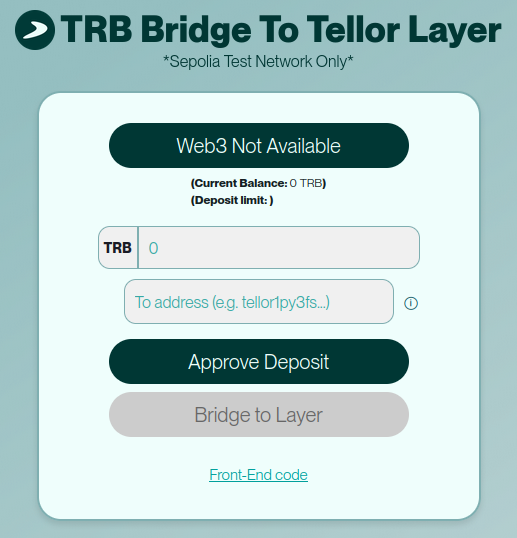 TRB Bridge To Tellor Layer
*Sepolia Test Network Only*
Web3 Not Available
(Current Balance: 0 TRB)
(Deposit limit: )
TRB 0
To address (e.g. tellor1py3fs...)
Approve Deposit
Bridge to Layer
Front-End code